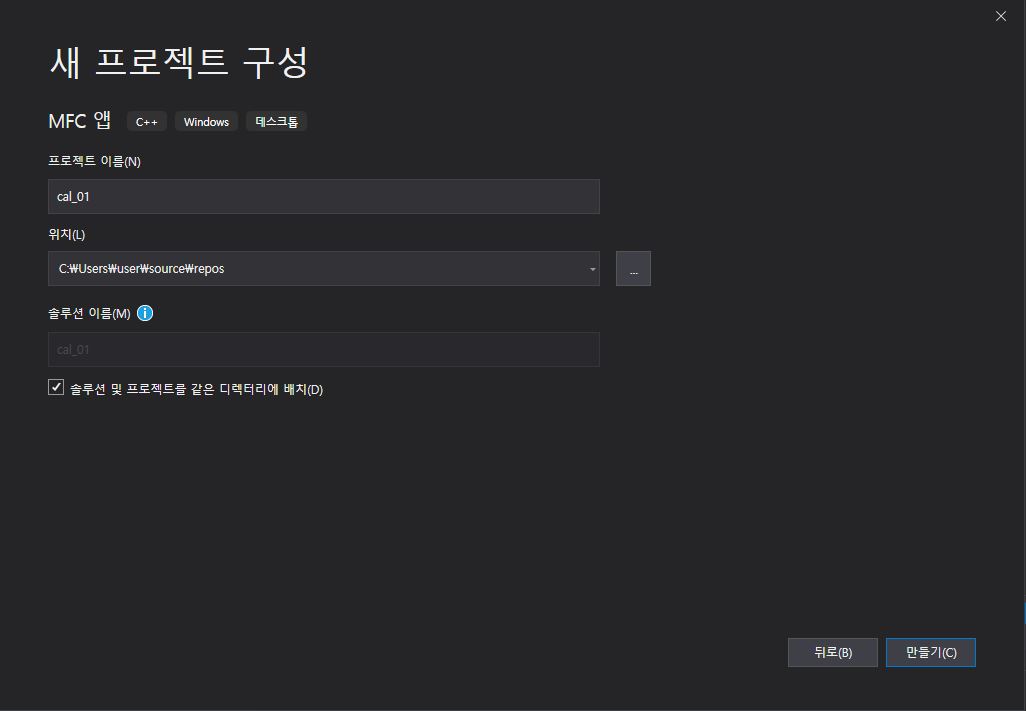 새 프로젝트 구성
MFC 앱 C++ Windows 데스크톱
프로젝트 이름(N)
cal_01
위치(L)
C:₩Users₩user₩source₩repos
...
솔루션 이름(M) i
cal_01
솔루션 및 프로젝트를 같은 디렉터리에 배치(D)
뒤로(B) 만들기(C)